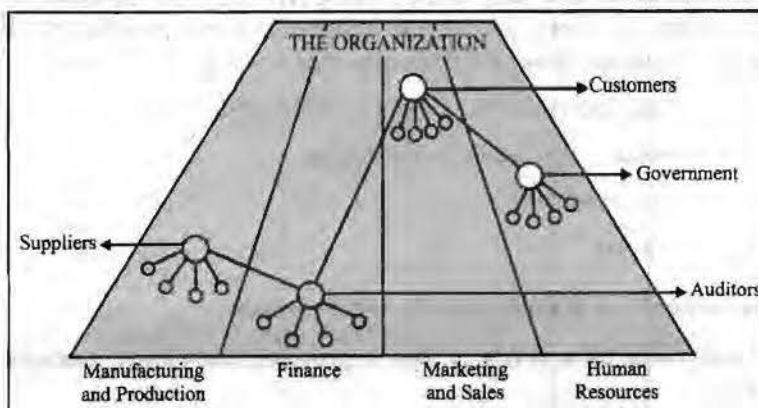 THE ORGANIZATION
Customers
Government
Suppliers
Auditors
Manufacturing
and Production
Finance
Marketing
and Sales
Human
Resources